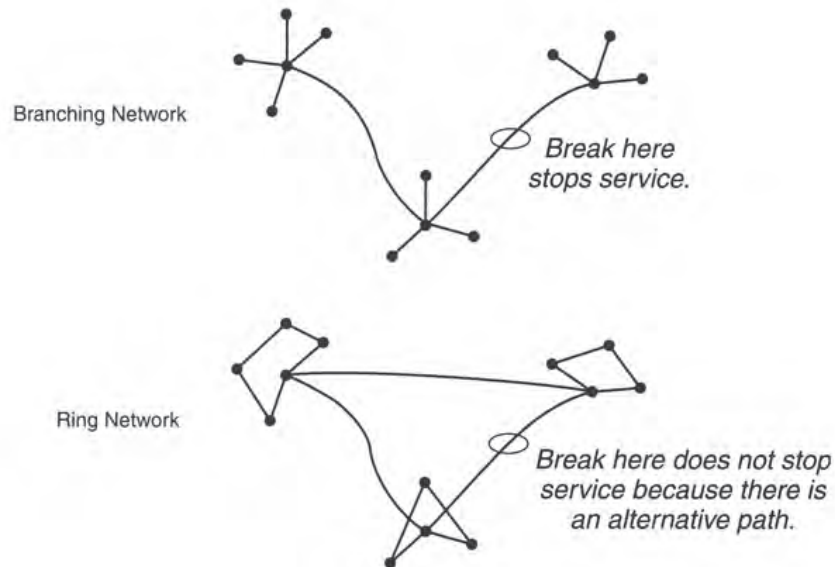 Branching Network
Break here
stops service.
Ring Network
Break here does not stop
service because there is
an alternative path.